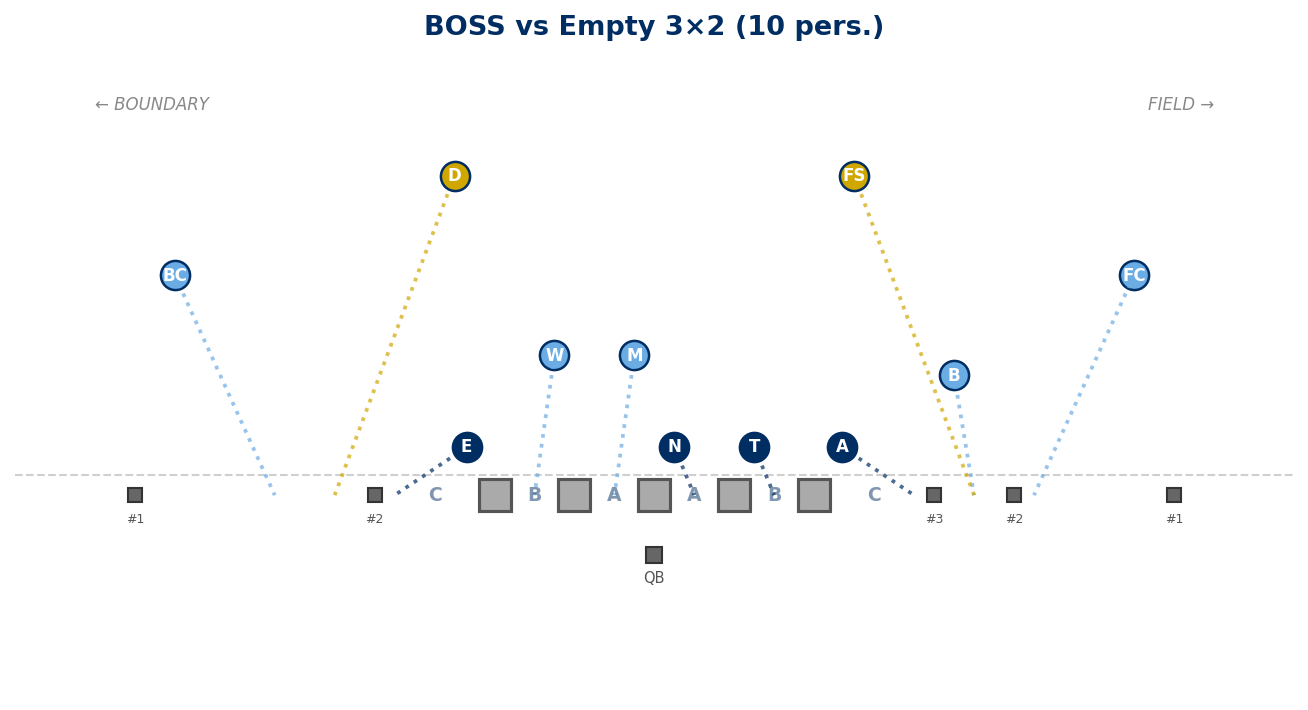 BOSS vs Empty 3×2 (10 pers.)
← BOUNDARY
FIELD →
D
FS
BC
FC
W
M
B
E
N
T
A
C
B
A
A
B
C
#1
#2
#3
#2
#1
QB